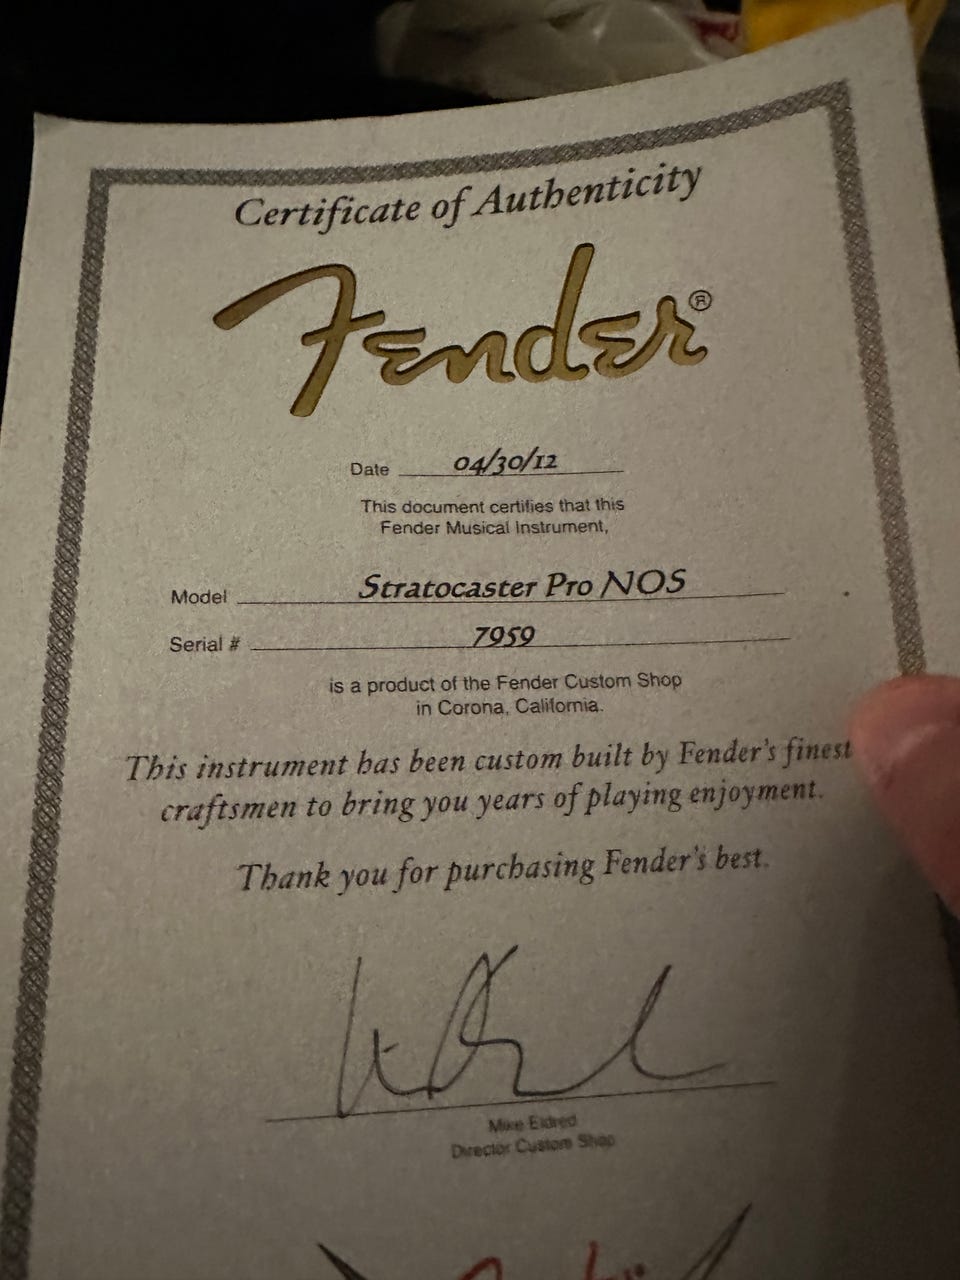 Certificate of Authenticity
Fender®
Date 04/30/12
This document certifies that this
Fender Musical Instrument,
Model Stratocaster Pro NOS
Serial # 7959
is a product of the Fender Custom Shop
in Corona, California.
This instrument has been custom built by Fender's finest
craftsmen to bring you years of playing enjoyment.
Thank you for purchasing Fender's best.
Mike Eldred
Director Custom Shop
Fender